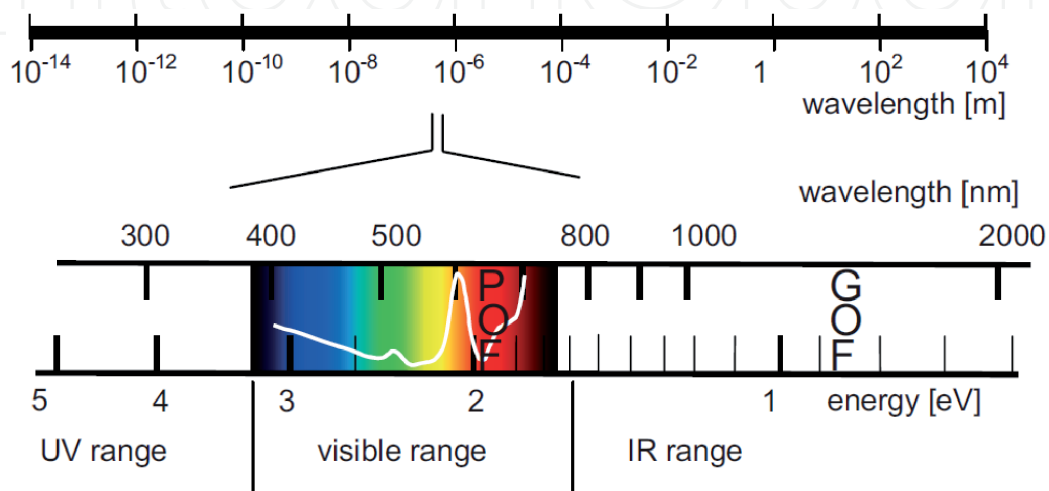 10⁻¹⁴ 10⁻¹² 10⁻¹⁰ 10⁻⁸ 10⁻⁶ 10⁻⁴ 10⁻² 1 10² 10⁴
wavelength [m]
wavelength [nm]
300 400 500 800 1000 2000
POF GOF
5 4 3 2 1 energy [eV]
UV range visible range IR range